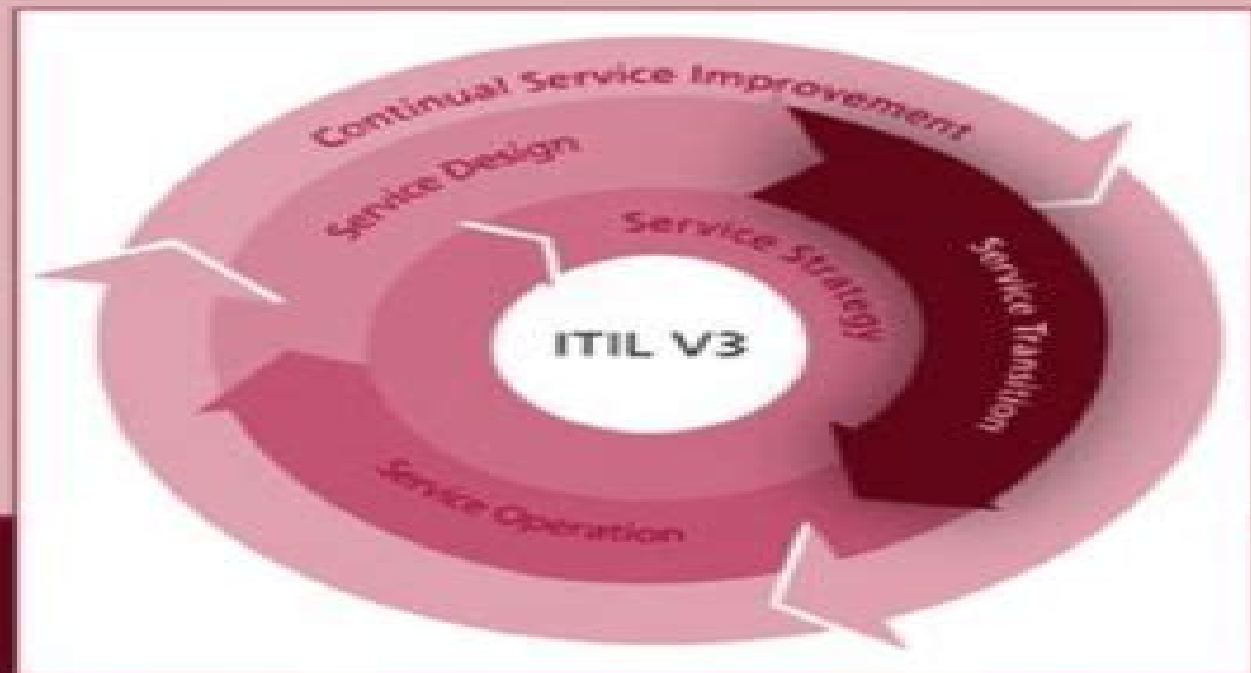 Continual Service Improvement
Service Design
Service Strategy
Service Transition
ITIL V3
Service Operation